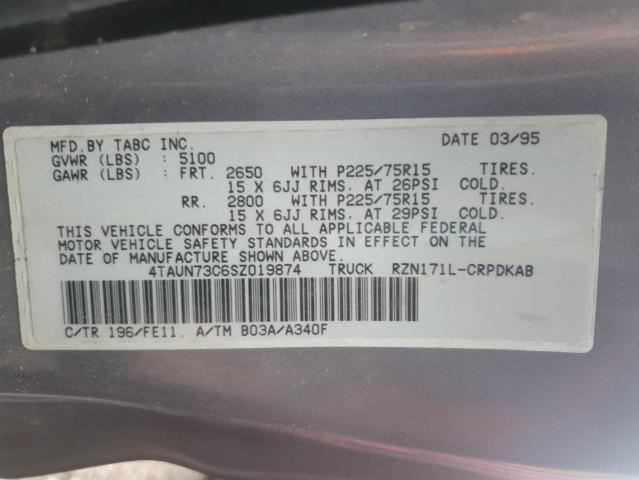 MFD.BY TABC INC. DATE 03/95
GVWR (LBS) : 5100
GAWR (LBS) : FRT. 2650 WITH P225/75R15 TIRES.
15 X 6JJ RIMS. AT 26PSI COLD.
RR. 2800 WITH P225/75R15 TIRES.
15 X 6JJ RIMS. AT 29PSI COLD.
THIS VEHICLE CONFORMS TO ALL APPLICABLE FEDERAL
MOTOR VEHICLE SAFETY STANDARDS IN EFFECT ON THE
DATE OF MANUFACTURE SHOWN ABOVE.
4TAUN73C6SZ019874 TRUCK RZN171L-CRPDKAB
C/TR 196/FE11. A/TM B03A/A340F